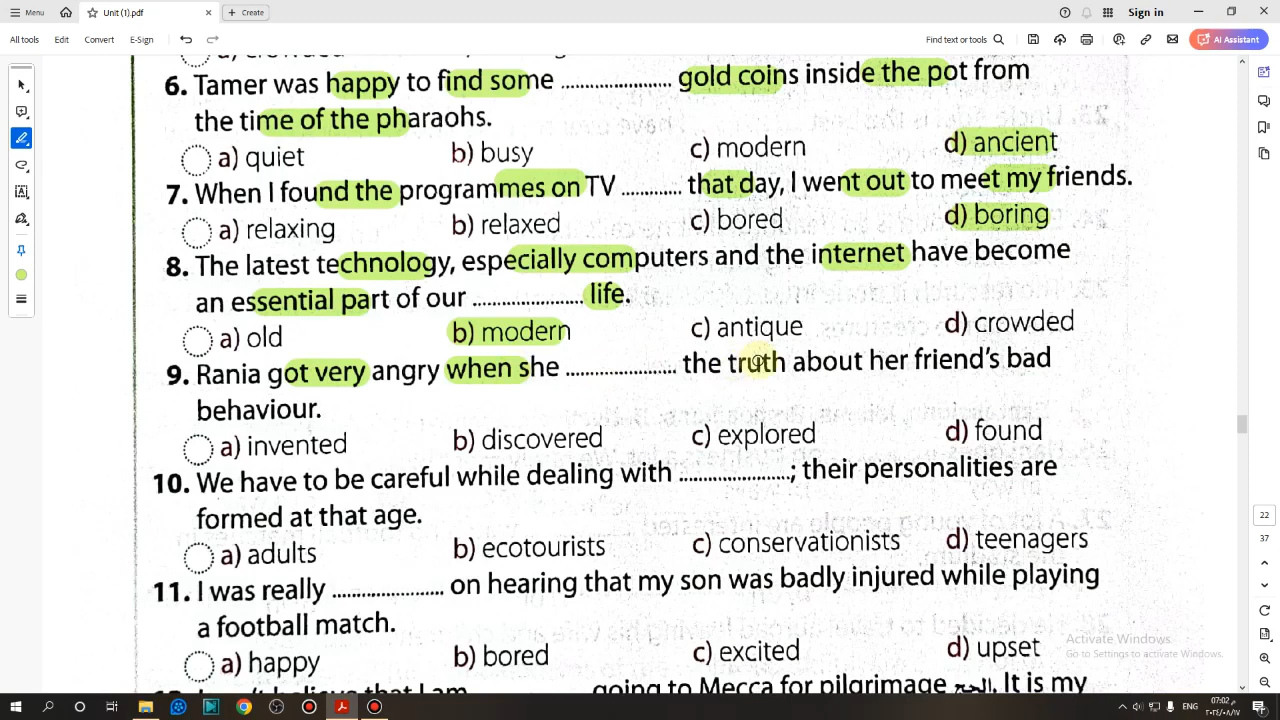 Menu
Unit (1).pdf
Create
Sign in
All tools
Edit
Convert
E-Sign
Find text or tools
AI Assistant
6. Tamer was happy to find some ...................... gold coins inside the pot from
the time of the pharaohs.
a) quiet b) busy c) modern d) ancient
7. When I found the programmes on TV ............ that day, I went out to meet my friends.
a) relaxing b) relaxed c) bored d) boring
8. The latest technology, especially computers and the internet have become
an essential part of our ...................... life.
a) old b) modern c) antique d) crowded
9. Rania got very angry when she ...................... the truth about her friend's bad
behaviour.
a) invented b) discovered c) explored d) found
10. We have to be careful while dealing with ......................; their personalities are
formed at that age.
a) adults b) ecotourists c) conservationists d) teenagers
11. I was really ...................... on hearing that my son was badly injured while playing
a football match.
a) happy b) bored c) excited d) upset
going to Mecca for pilgrimage الحج. It is my
22
37
Activate Windows
Go to Settings to activate Windows.
ENG
07:02 م